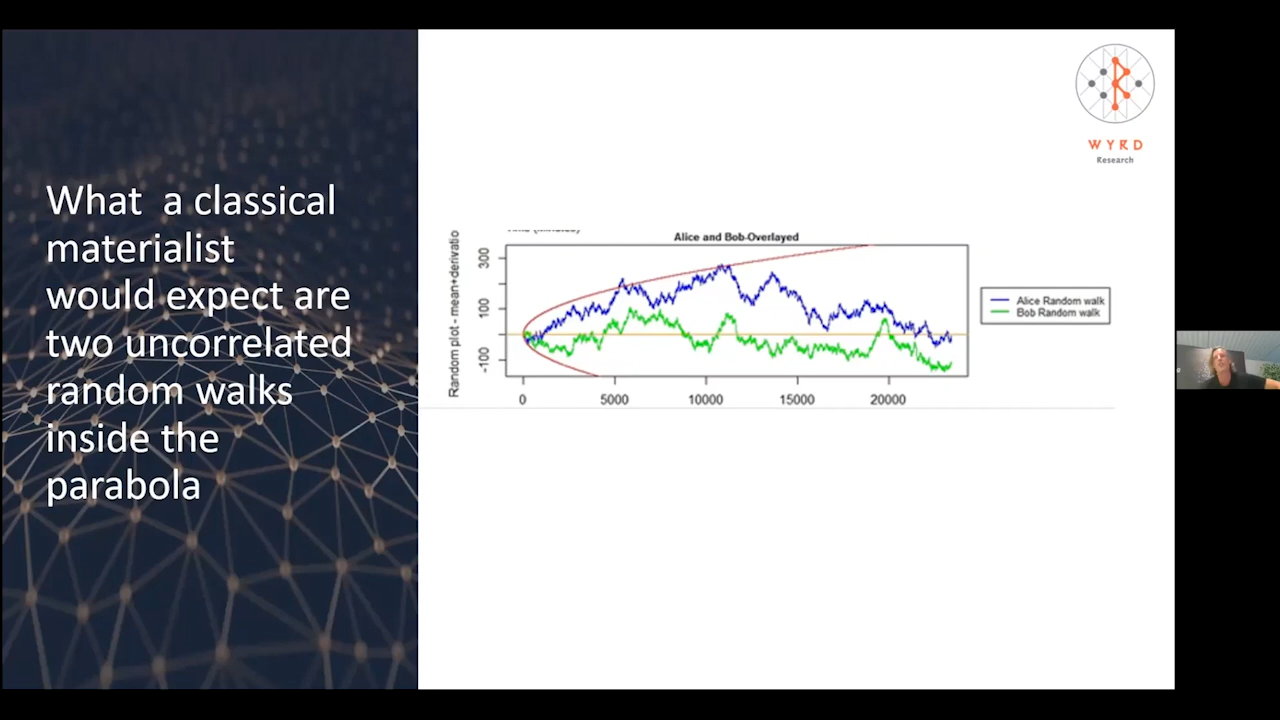 What a classical
materialist
would expect are
two uncorrelated
random walks
inside the
parabola
WYRD
Research
Alice and Bob-Overlayed
Random plot - mean+derivatio
300
100
-100
0
5000
10000
15000
20000
Alice Random walk
Bob Random walk